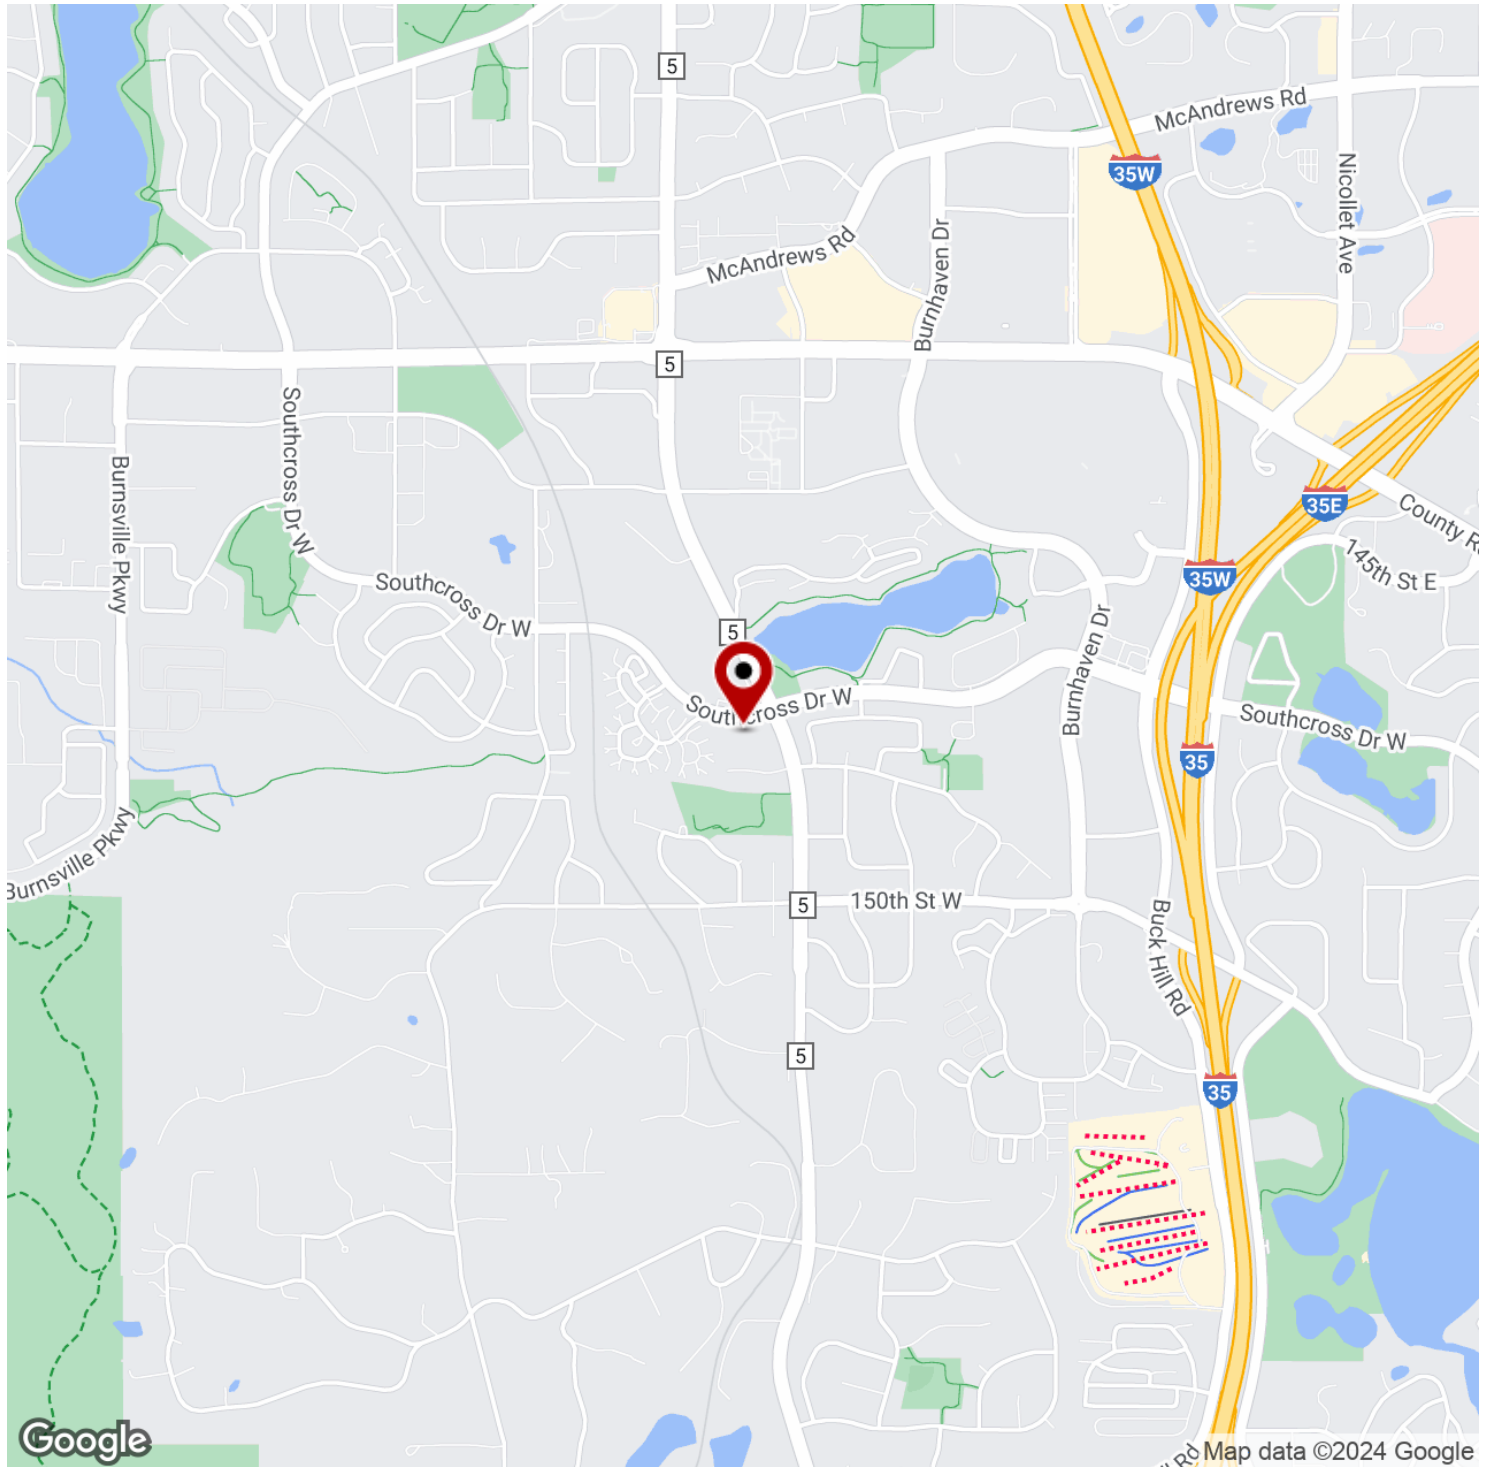 5
McAndrews Rd
35W
Nicollet Ave
McAndrews Rd
Burnhaven Dr
5
Southcross Dr W
Burnsville Pkwy
35E
County R
145th St E
35W
Southcross Dr W
5
Burnhaven Dr
Southcross Dr W
Southcross Dr W
35
Burnsville Pkwy
5
150th St W
Buck Hill Rd
5
35
Google
Rd
Map data ©2024 Google